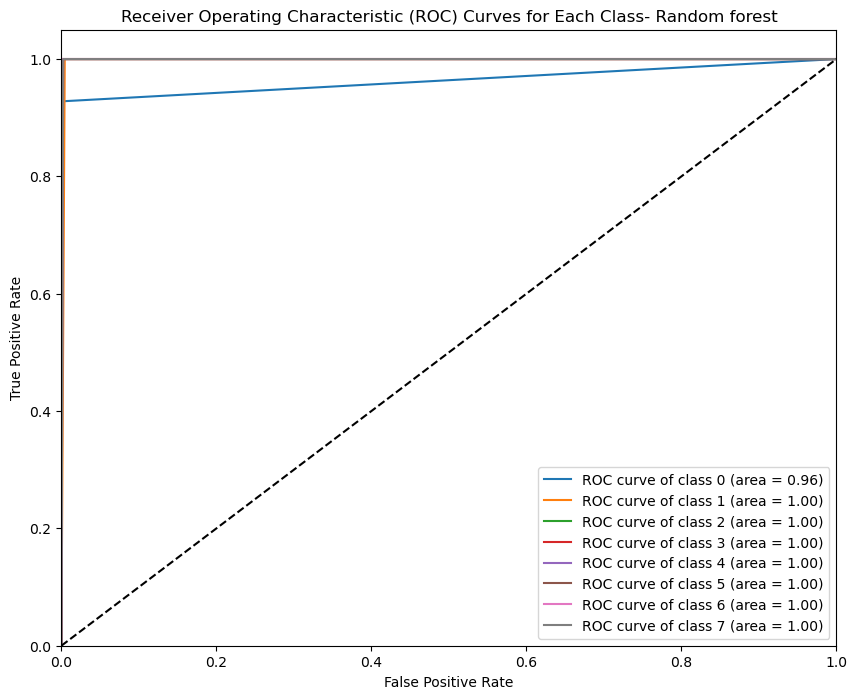 Receiver Operating Characteristic (ROC) Curves for Each Class- Random forest
True Positive Rate
1.0
0.8
0.6
0.4
0.2
0.0
ROC curve of class 0 (area = 0.96)
ROC curve of class 1 (area = 1.00)
ROC curve of class 2 (area = 1.00)
ROC curve of class 3 (area = 1.00)
ROC curve of class 4 (area = 1.00)
ROC curve of class 5 (area = 1.00)
ROC curve of class 6 (area = 1.00)
ROC curve of class 7 (area = 1.00)
0.0 0.2 0.4 0.6 0.8 1.0
False Positive Rate